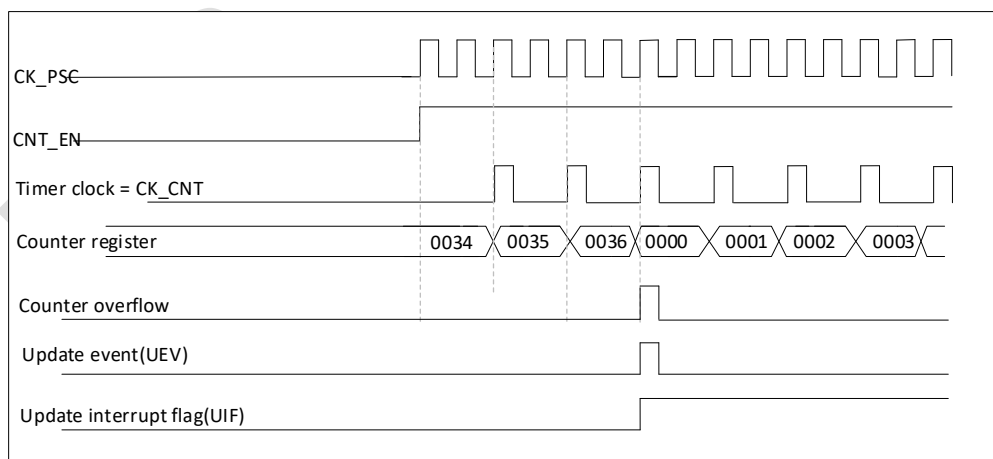 CK_PSC
CNT_EN
Timer clock = CK_CNT
Counter register 0034 0035 0036 0000 0001 0002 0003
Counter overflow
Update event(UEV)
Update interrupt flag(UIF)